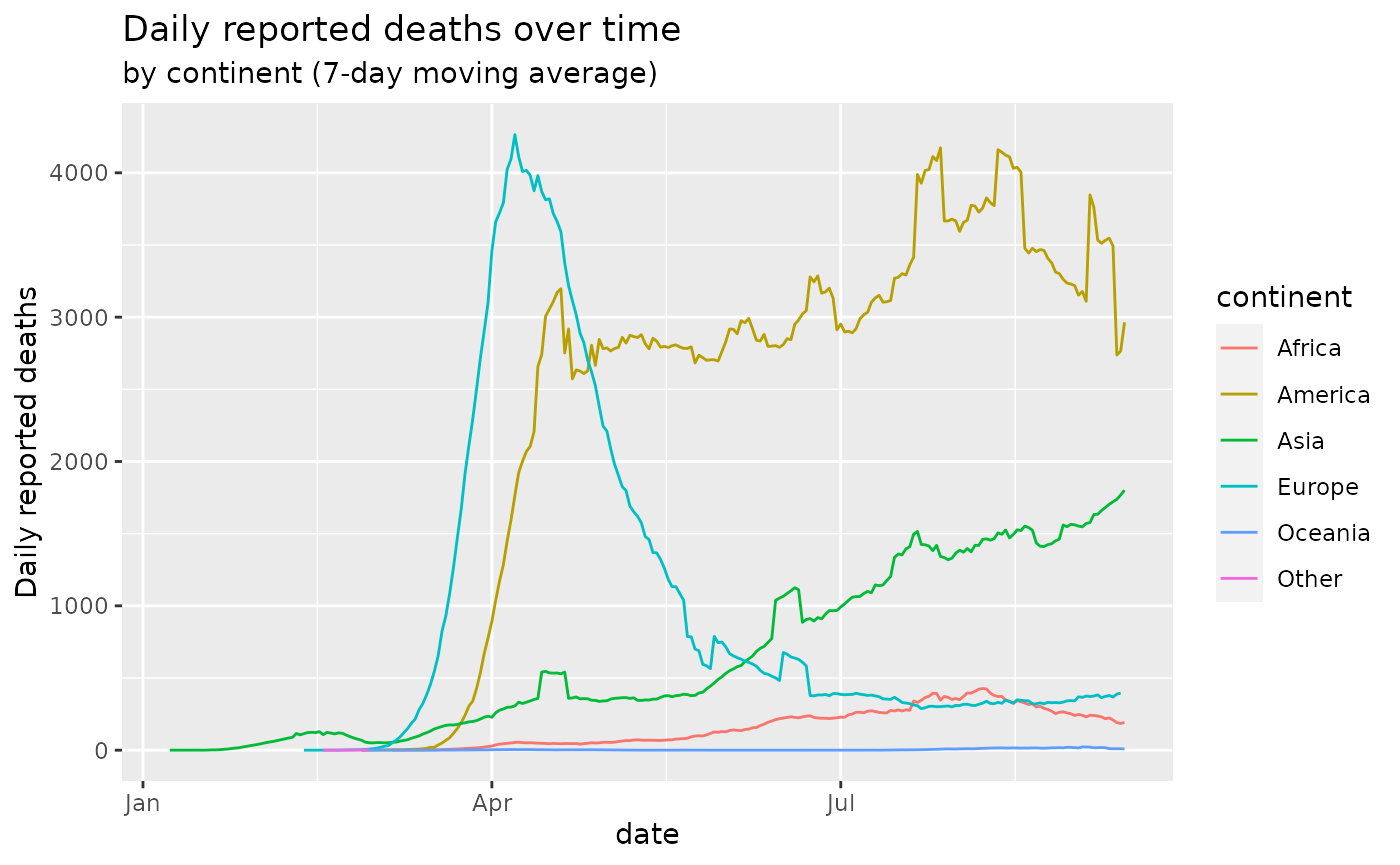 Daily reported deaths over time
by continent (7-day moving average)
Daily reported deaths
4000
3000
2000
1000
0
Jan
Apr
Jul
date
continent
Africa
America
Asia
Europe
Oceania
Other